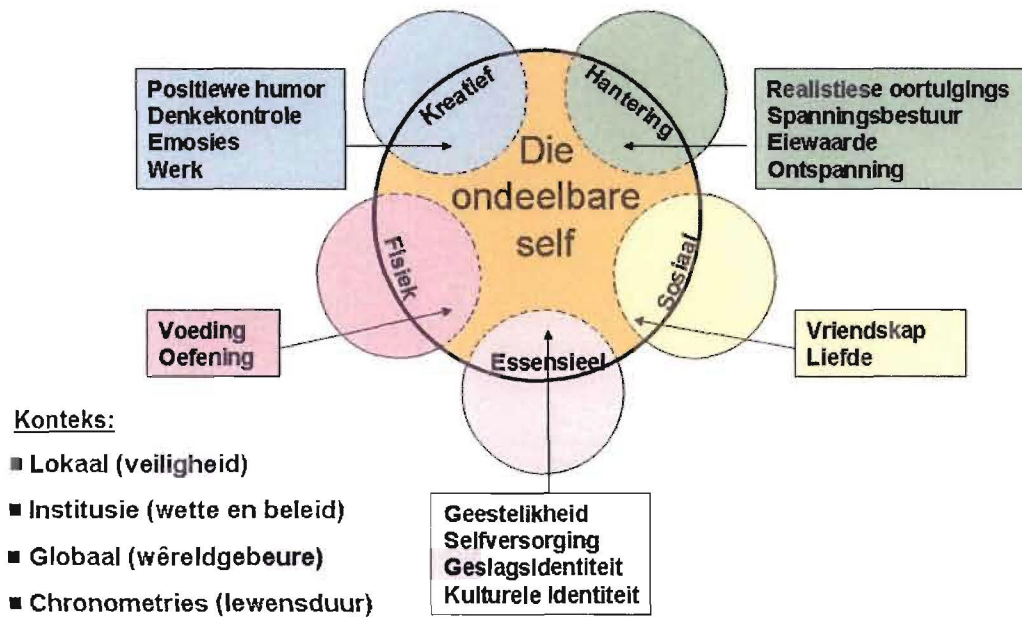 Kreatief
Hantering
Positiewe humor
Denkekontrole
Emosies
Werk
Realistiese oortuigings
Spanningsbestuur
Eiewaarde
Ontspanning
Die
ondeelbare
self
Fisiek
Sosiaal
Voeding
Oefening
Vriendskap
Liefde
Essensieel
Konteks:
Lokaal (veiligheid)
Institusie (wette en beleid)
Globaal (wêreldgebeure)
Chronometries (lewensduur)
Geestelikheid
Selfversorging
Geslagsidentiteit
Kulturele identiteit